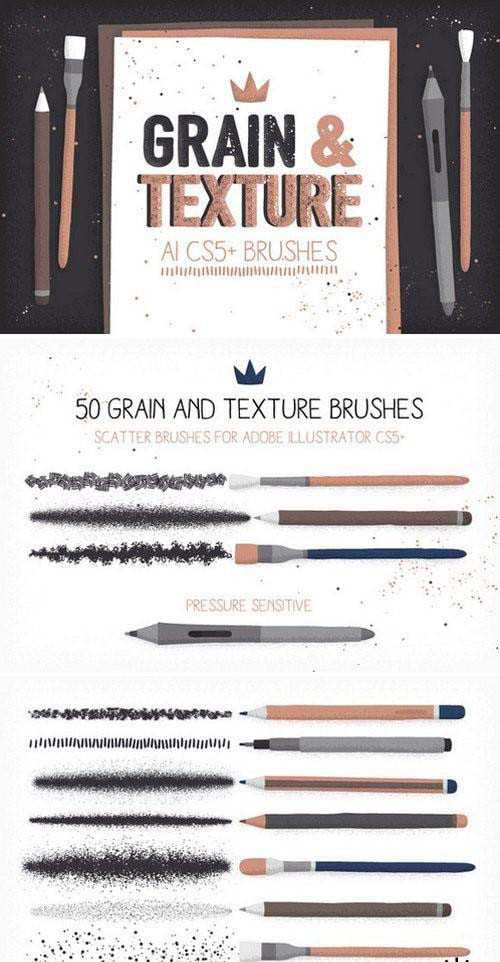 GRAIN &
TEXTURE
AI CS5+ BRUSHES
50 GRAIN AND TEXTURE BRUSHES
SCATTER BRUSHES FOR ADOBE ILLUSTRATOR CS5+
PRESSURE SENSITIVE